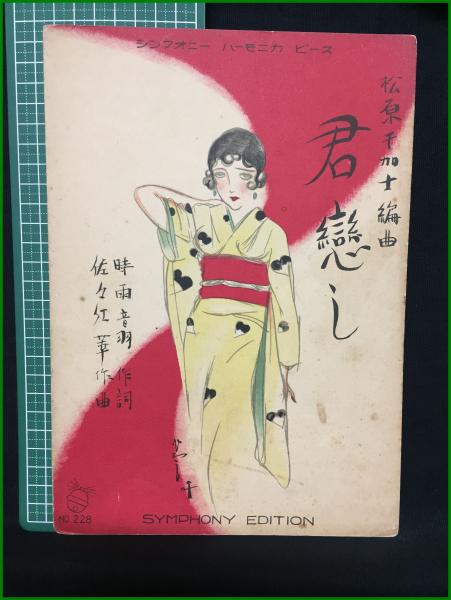 シンフオニー ハーモニカ ピース
松原千加士編曲
君戀し
時雨音羽作詞
佐々紅華作曲
NO 228
SYMPHONY EDITION